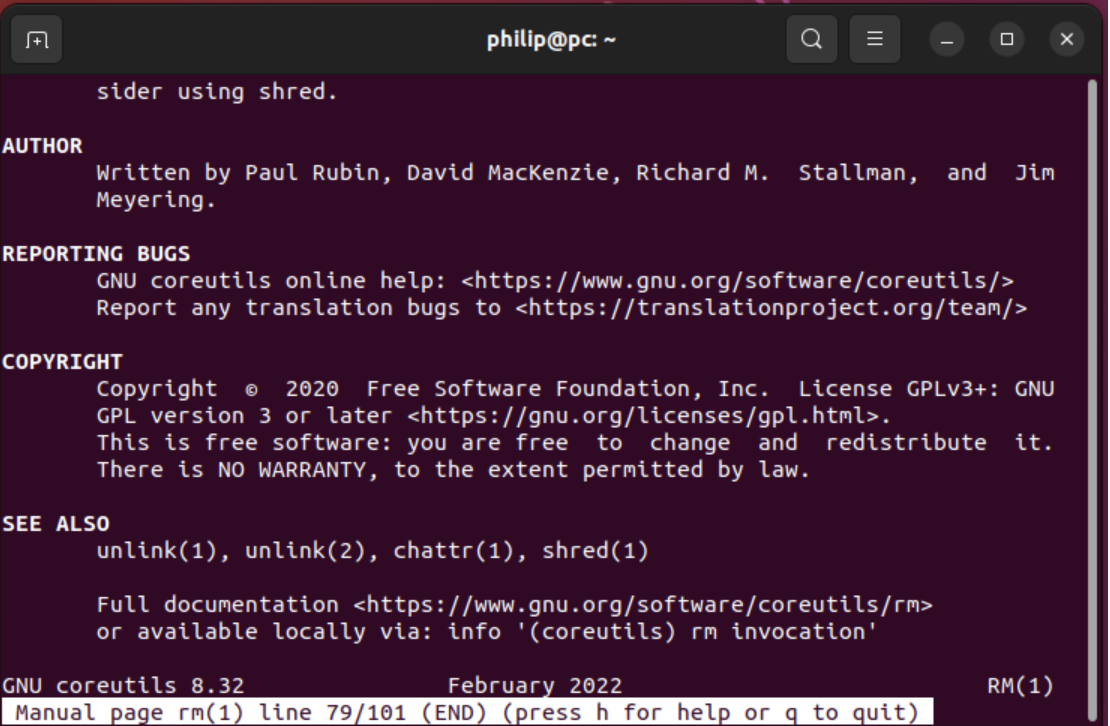 philip@pc: ~
sider using shred.
AUTHOR
Written by Paul Rubin, David MacKenzie, Richard M. Stallman, and Jim
Meyering.
REPORTING BUGS
GNU coreutils online help: <https://www.gnu.org/software/coreutils/>
Report any translation bugs to <https://translationproject.org/team/>
COPYRIGHT
Copyright © 2020 Free Software Foundation, Inc. License GPLv3+: GNU
GPL version 3 or later <https://gnu.org/licenses/gpl.html>.
This is free software: you are free to change and redistribute it.
There is NO WARRANTY, to the extent permitted by law.
SEE ALSO
unlink(1), unlink(2), chattr(1), shred(1)
Full documentation <https://www.gnu.org/software/coreutils/rm>
or available locally via: info '(coreutils) rm invocation'
GNU coreutils 8.32 February 2022 RM(1)
Manual page rm(1) line 79/101 (END) (press h for help or q to quit)